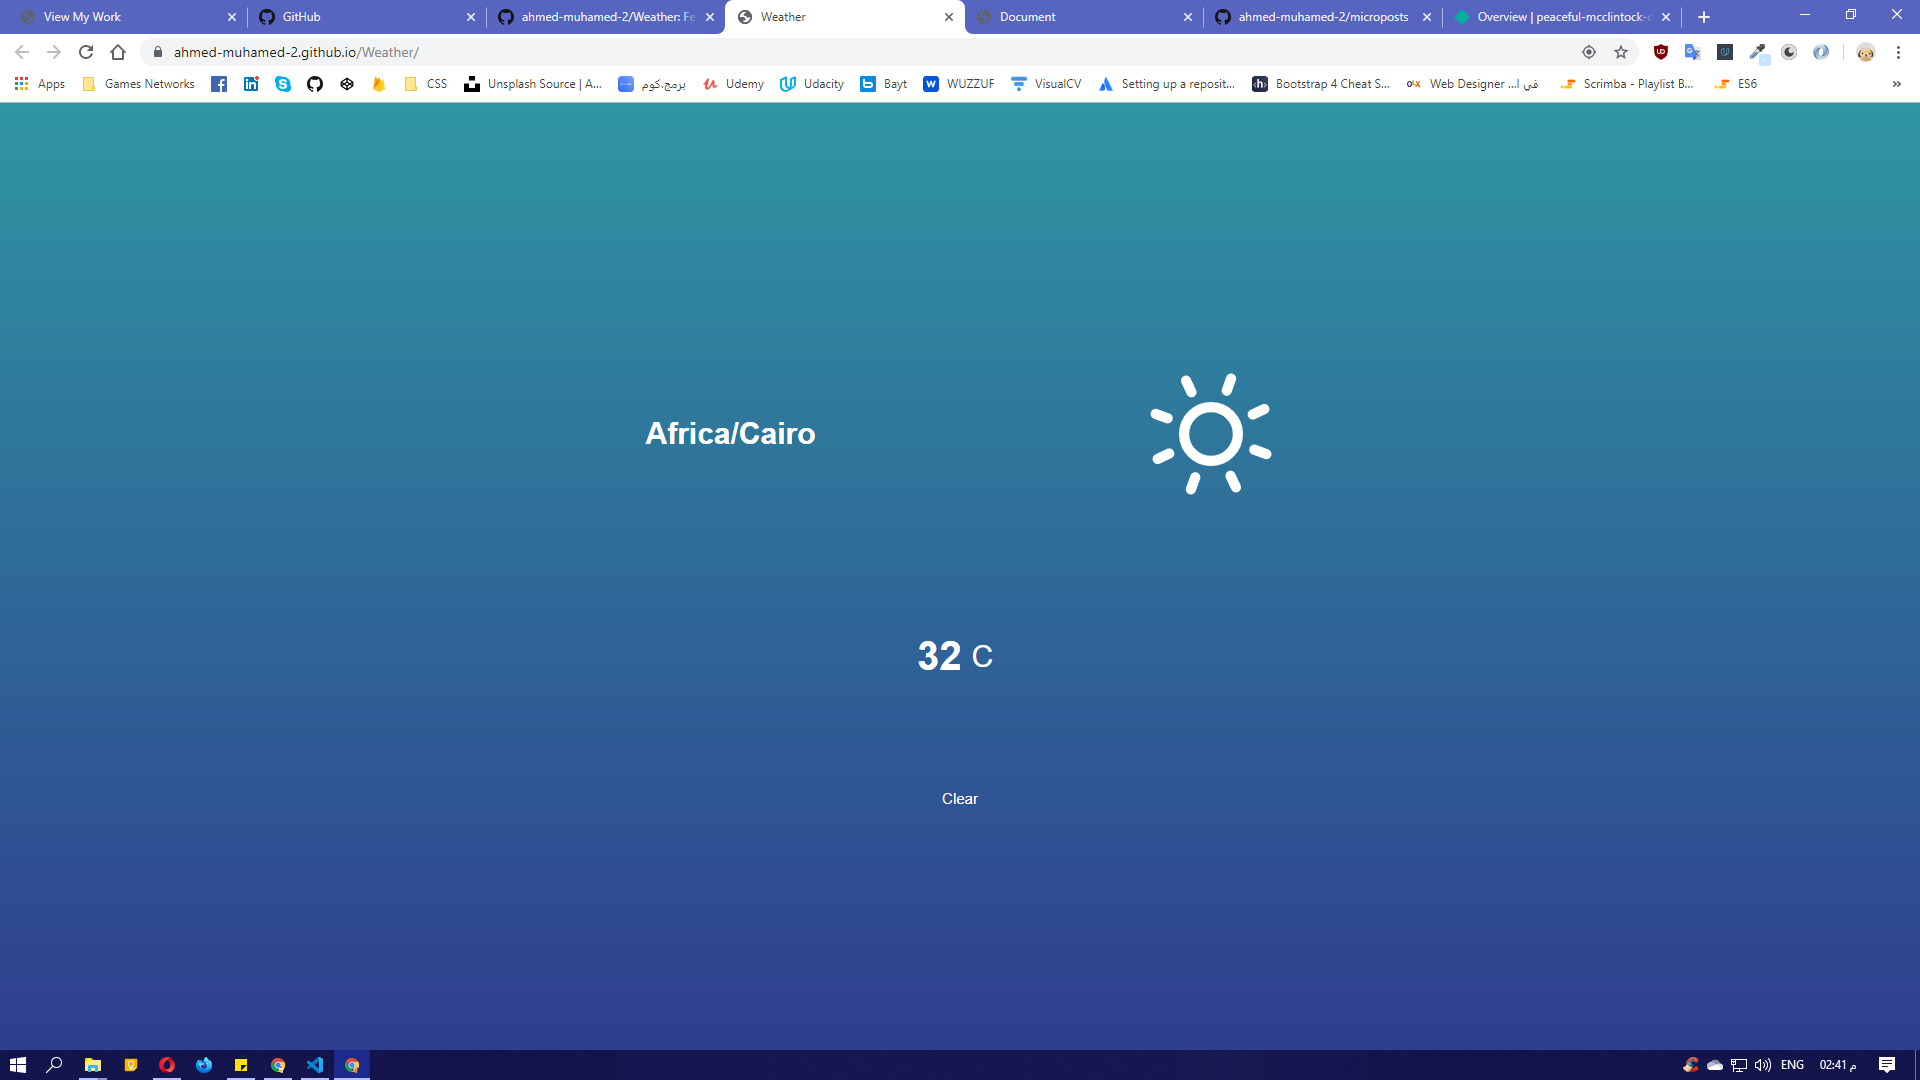 View My Work
GitHub
ahmed-muhamed-2/Weather: Fe
Weather
Document
ahmed-muhamed-2/microposts
Overview | peaceful-mcclintock-
ahmed-muhamed-2.github.io/Weather/
Apps
Games Networks
CSS
Unsplash Source | A...
برمج.كوم
Udemy
Udacity
Bayt
WUZZUF
VisualCV
Setting up a reposit...
Bootstrap 4 Cheat S...
Web Designer ...في ا
Scrimba - Playlist B...
ES6
»
Africa/Cairo
32 C
Clear
ENG
02:41 م